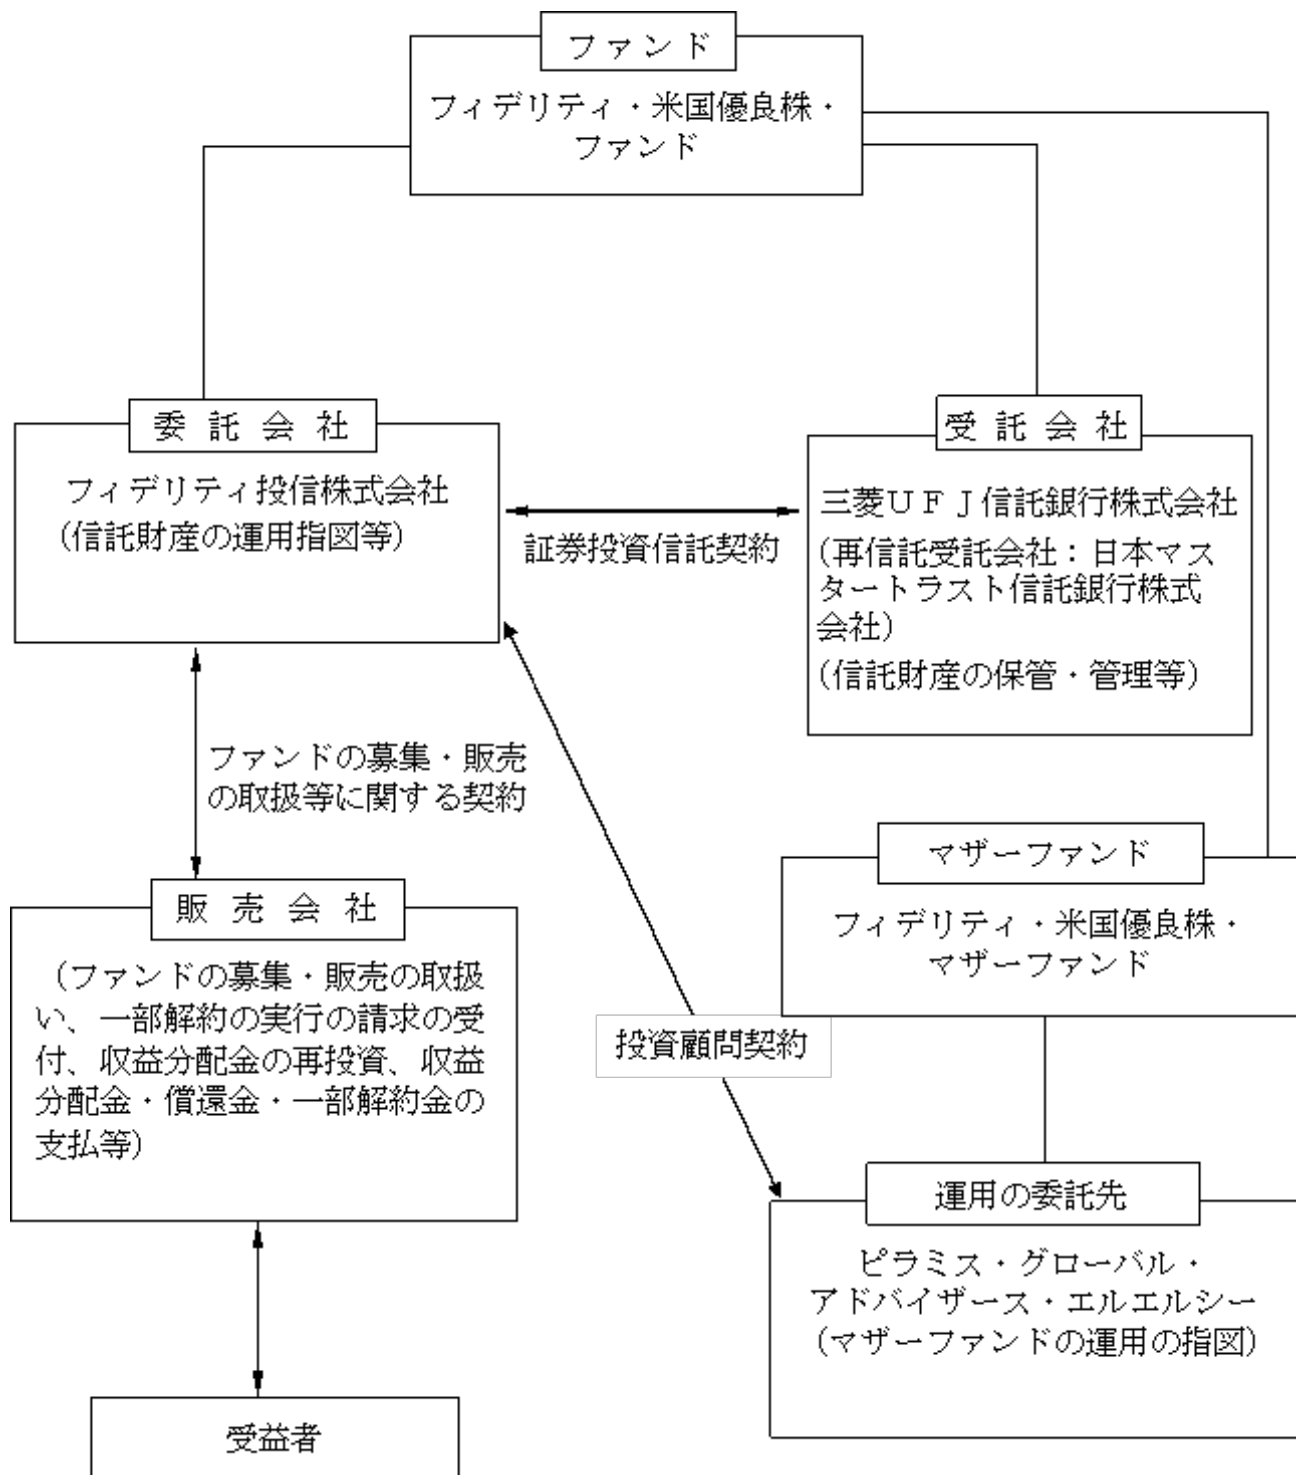 ファンド
フィデリティ・米国優良株・
ファンド
委託会社
フィデリティ投信株式会社
(信託財産の運用指図等)
証券投資信託契約
受託会社
三菱UFJ信託銀行株式会社
(再信託受託会社:日本マス
タートラスト信託銀行株式
会社)
(信託財産の保管・管理等)
ファンドの募集・販売
の取扱等に関する契約
マザーファンド
フィデリティ・米国優良株・
マザーファンド
販売会社
(ファンドの募集・販売の取扱
い、一部解約の実行の請求の受
付、収益分配金の再投資、収益
分配金・償還金・一部解約金の
支払等)
投資顧問契約
運用の委託先
ピラミス・グローバル・
アドバイザース・エルエルシー
(マザーファンドの運用の指図)
受益者